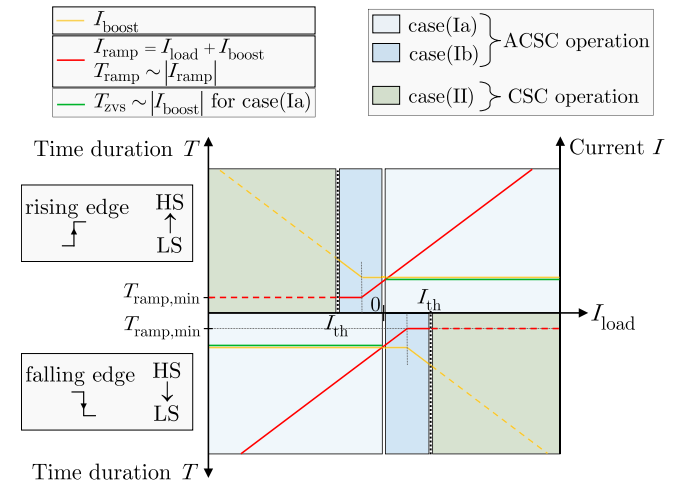 I_boost
I_ramp = I_load + I_boost
T_ramp ∼ |I_ramp|
T_zvs ∼ |I_boost| for case(Ia)
case(Ia)
case(Ib)
ACSC operation
case(II)
CSC operation
Time duration T
Current I
rising edge
HS
LS
T_ramp,min
0
I_th
I_th
I_load
T_ramp,min
falling edge
HS
LS
Time duration T